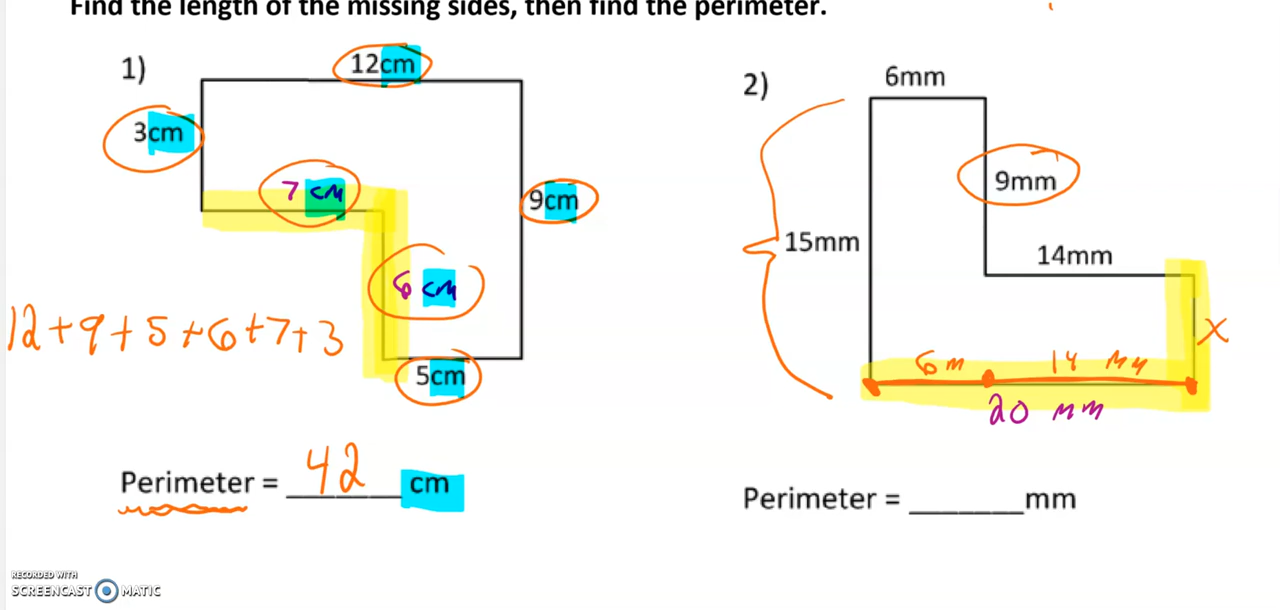 Find the length of the missing sides, then find the perimeter.
1)
12cm
3cm
7 cm
9cm
6 cm
12+9+5+6+7+3
5cm
Perimeter = 42 cm
2)
6mm
9mm
15mm
14mm
x
6m 14 mm
20 mm
Perimeter = ______mm
RECORDED WITH
SCREENCAST MATIC